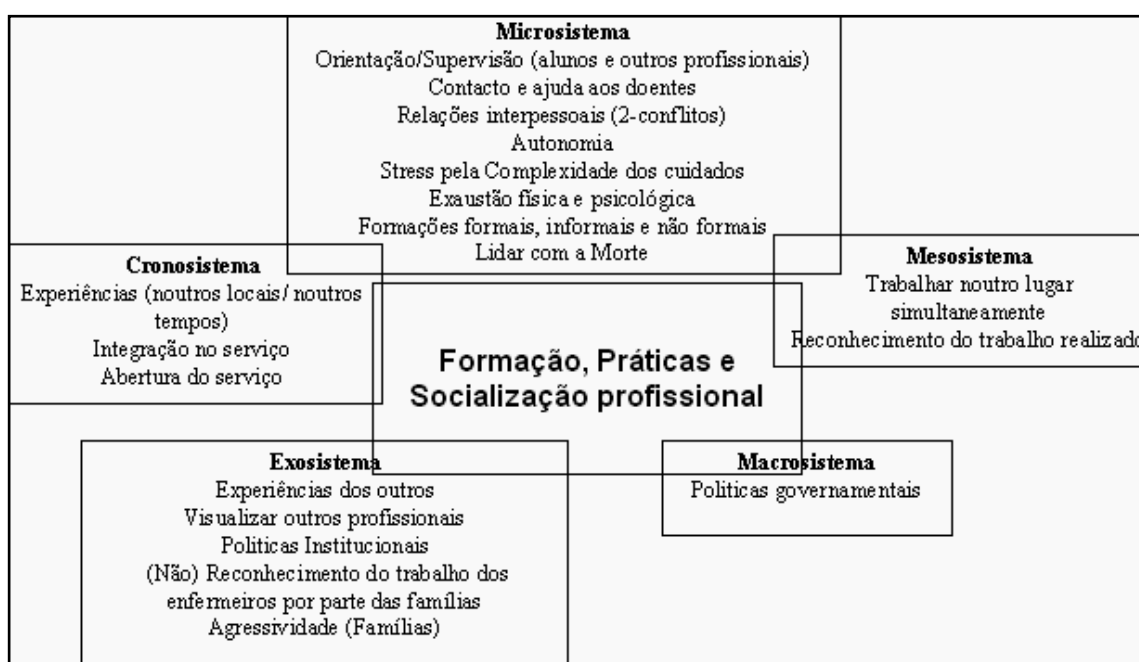 Microsistema
Orientação/Supervisão (alunos e outros profissionais)
Contacto e ajuda aos doentes
Relações interpessoais (2-conflitos)
Autonomia
Stress pela Complexidade dos cuidados
Exaustão física e psicológica
Formações formais, informais e não formais
Lidar com a Morte
Cronosistema
Experiências (noutros locais/ noutros
tempos)
Integração no serviço
Abertura do serviço
Mesosistema
Trabalhar noutro lugar
simultaneamente
Reconhecimento do trabalho realizado
Formação, Práticas e
Socialização profissional
Exosistema
Experiências dos outros
Visualizar outros profissionais
Politicas Institucionais
(Não) Reconhecimento do trabalho dos
enfermeiros por parte das famílias
Agressividade (Famílias)
Macrosistema
Politicas governamentais